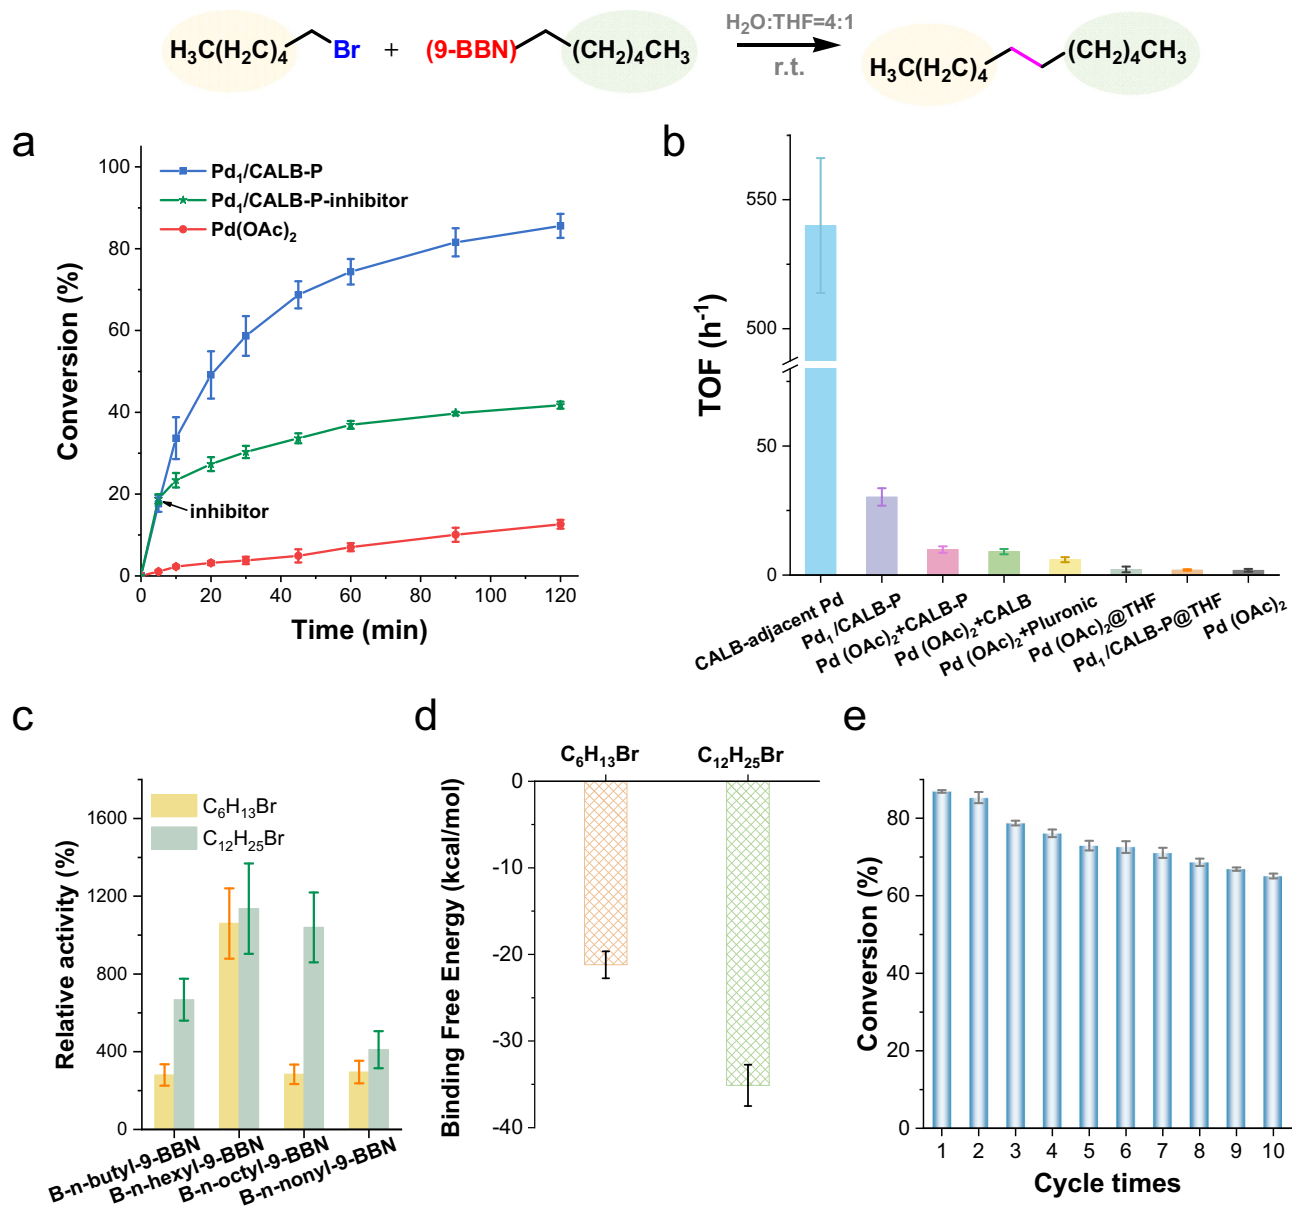 H₃C(H₂C)₄ Br + (9-BBN) (CH₂)₄CH₃ H₂O:THF=4:1 r.t. H₃C(H₂C)₄ (CH₂)₄CH₃
a
Conversion (%)
100
80
60
40
20
0
Pd₁/CALB-P
Pd₁/CALB-P-inhibitor
Pd(OAc)₂
inhibitor
0 20 40 60 80 100 120
Time (min)
b
TOF (h⁻¹)
550
500
50
0
CALB-adjacent Pd
Pd₁/CALB-P
Pd (OAc)₂+CALB-P
Pd (OAc)₂+CALB
Pd (OAc)₂+Pluronic
Pd (OAc)₂@THF
Pd₁/CALB-P@THF
Pd (OAc)₂
c
Relative activity (%)
1600
1200
800
400
0
C₆H₁₃Br
C₁₂H₂₅Br
B-n-butyl-9-BBN
B-n-hexyl-9-BBN
B-n-octyl-9-BBN
B-n-nonyl-9-BBN
d
C₆H₁₃Br C₁₂H₂₅Br
Binding Free Energy (kcal/mol)
0
-10
-20
-30
-40
e
Conversion (%)
80
60
40
20
0
1 2 3 4 5 6 7 8 9 10
Cycle times